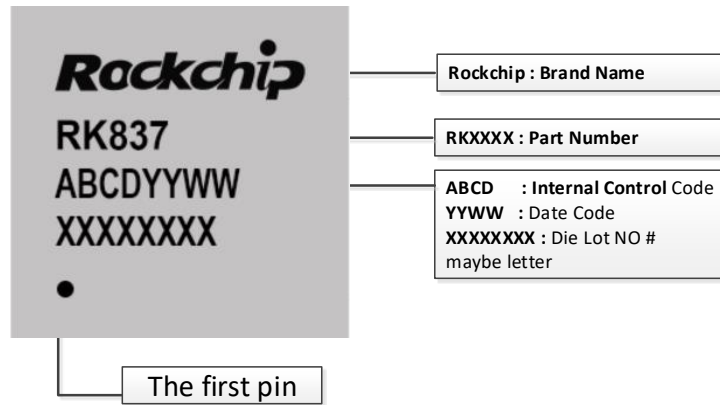 Rockchip
RK837
ABCDYYWW
XXXXXXXX
Rockchip : Brand Name
RKXXXX : Part Number
ABCD : Internal Control Code
YYWW : Date Code
XXXXXXXX : Die Lot NO #
maybe letter
The first pin